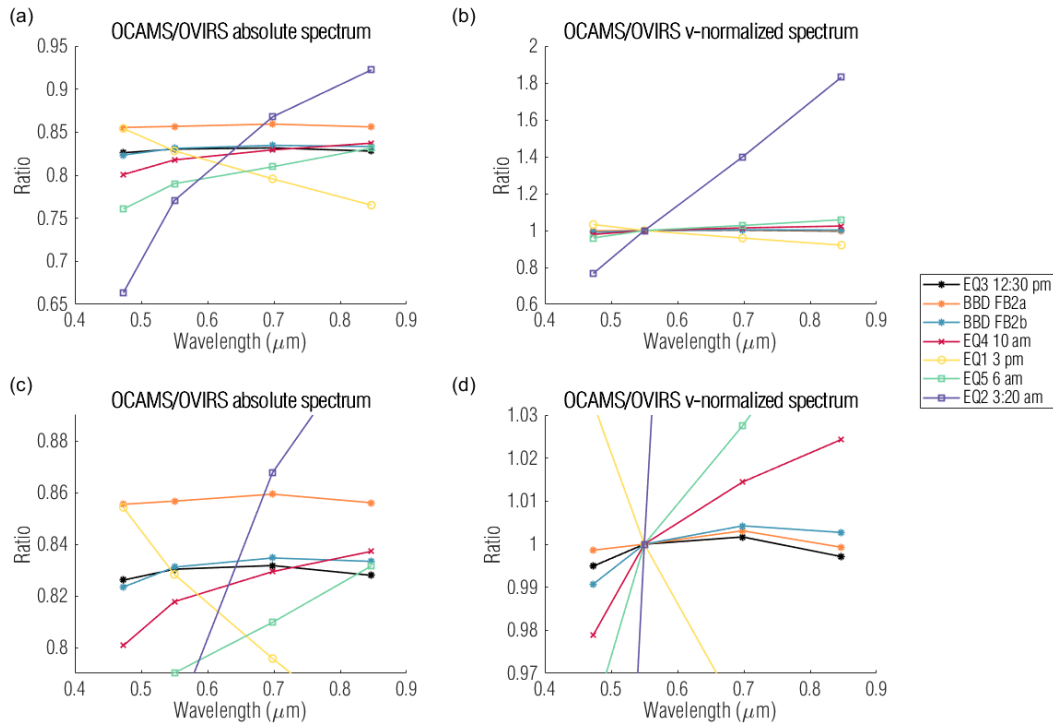 (a)
OCAMS/OVIRS absolute spectrum
0.95
0.9
0.85
0.8
0.75
0.7
0.65
Ratio
0.4 0.5 0.6 0.7 0.8 0.9
Wavelength (μm)
(b)
OCAMS/OVIRS v-normalized spectrum
2
1.8
1.6
1.4
1.2
1
0.8
0.6
Ratio
0.4 0.5 0.6 0.7 0.8 0.9
Wavelength (μm)
EQ3 12:30 pm
BBD FB2a
BBD FB2b
EQ4 10 am
EQ1 3 pm
EQ5 6 am
EQ2 3:20 am
(c)
OCAMS/OVIRS absolute spectrum
0.88
0.86
0.84
0.82
0.8
Ratio
0.4 0.5 0.6 0.7 0.8 0.9
Wavelength (μm)
(d)
OCAMS/OVIRS v-normalized spectrum
1.03
1.02
1.01
1
0.99
0.98
0.97
Ratio
0.4 0.5 0.6 0.7 0.8 0.9
Wavelength (μm)